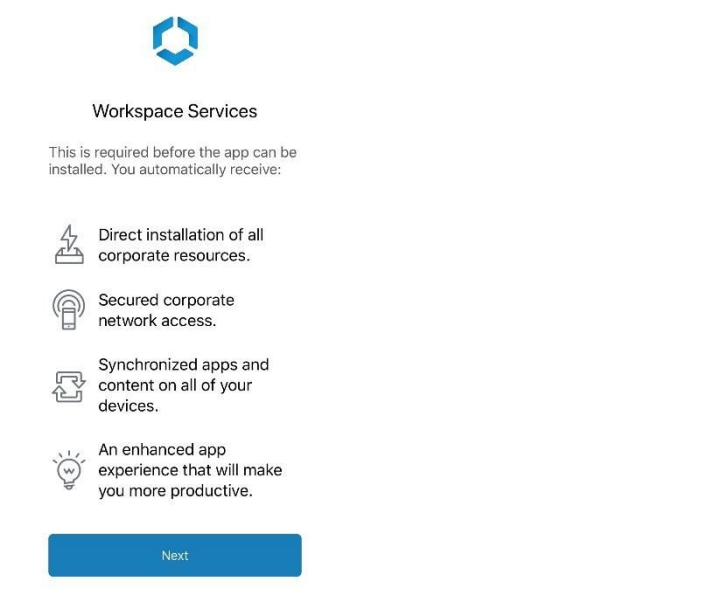 Workspace Services
This is required before the app can be
installed. You automatically receive:
Direct installation of all
corporate resources.
Secured corporate
network access.
Synchronized apps and
content on all of your
devices.
An enhanced app
experience that will make
you more productive.
Next